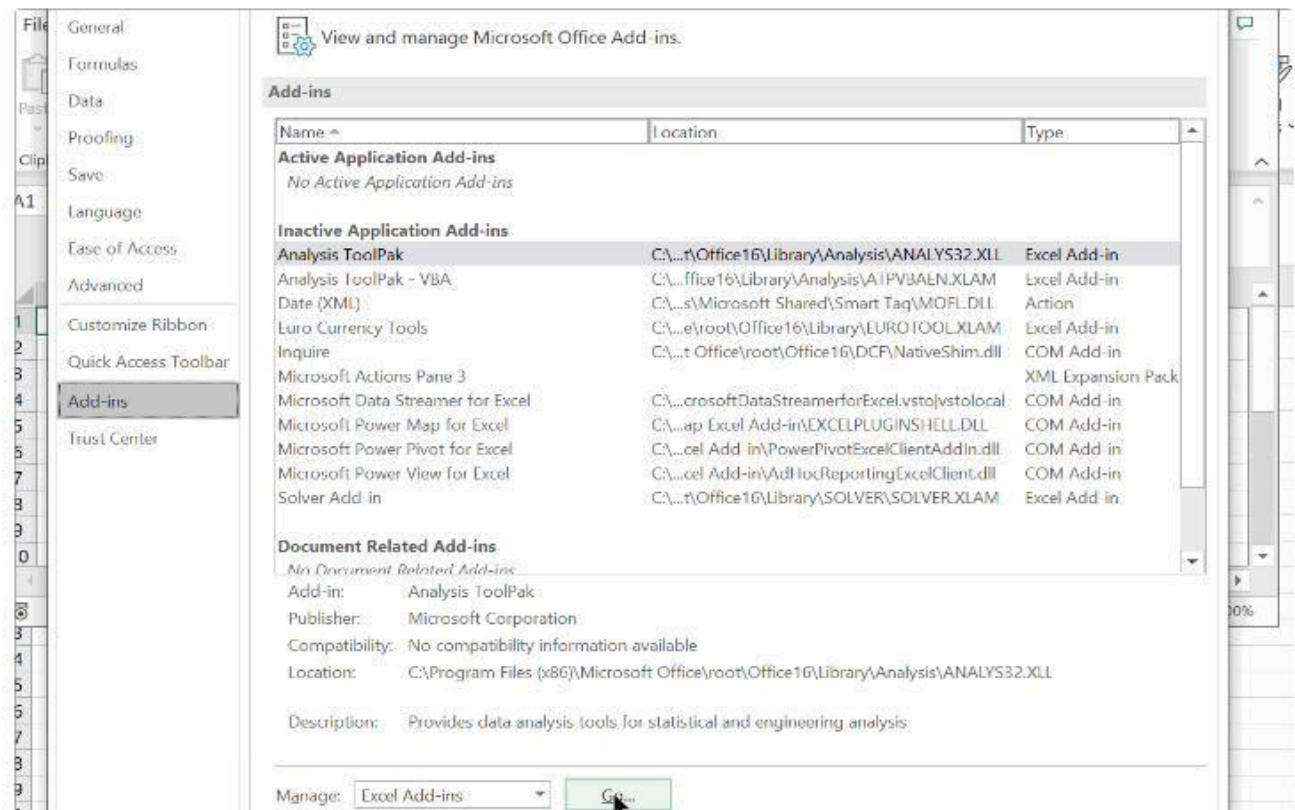 File
Past
Clip
A1
General
Formulas
Data
Proofing
Save
Language
Ease of Access
Advanced
Customize Ribbon
Quick Access Toolbar
Add-ins
Trust Center
View and manage Microsoft Office Add-ins.
Add-ins
Name Location Type
Active Application Add-ins
No Active Application Add-ins
Inactive Application Add-ins
Analysis ToolPak C:\...t\Office16\Library\Analysis\ANALYS32.XLL Excel Add-in
Analysis ToolPak - VBA C:\...ffice16\Library\Analysis\ATPVBAEN.XLAM Excel Add-in
Date (XML) C:\...s\Microsoft Shared\Smart Tag\MOFL.DLL Action
Euro Currency Tools C:\...e\root\Office16\Library\EUROTOOL.XLAM Excel Add-in
Inquire C:\...t Office\root\Office16\DCF\NativeShim.dll COM Add-in
Microsoft Actions Pane 3 XML Expansion Pack
Microsoft Data Streamer for Excel C:\...crosoftDataStreamerforExcel.vsto|vstolocal COM Add-in
Microsoft Power Map for Excel C:\...ap Excel Add-in\EXCELPLUGINSHELL.DLL COM Add-in
Microsoft Power Pivot for Excel C:\...cel Add-in\PowerPivotExcelClientAddIn.dll COM Add-in
Microsoft Power View for Excel C:\...cel Add-in\AdHocReportingExcelClient.dll COM Add-in
Solver Add-in C:\...t\Office16\Library\SOLVER\SOLVER.XLAM Excel Add-in
Document Related Add-ins
No Document Related Add-ins
Add-in: Analysis ToolPak
Publisher: Microsoft Corporation
Compatibility: No compatibility information available
Location: C:\Program Files (x86)\Microsoft Office\root\Office16\Library\Analysis\ANALYS32.XLL
Description: Provides data analysis tools for statistical and engineering analysis
Manage: Excel Add-ins Go...